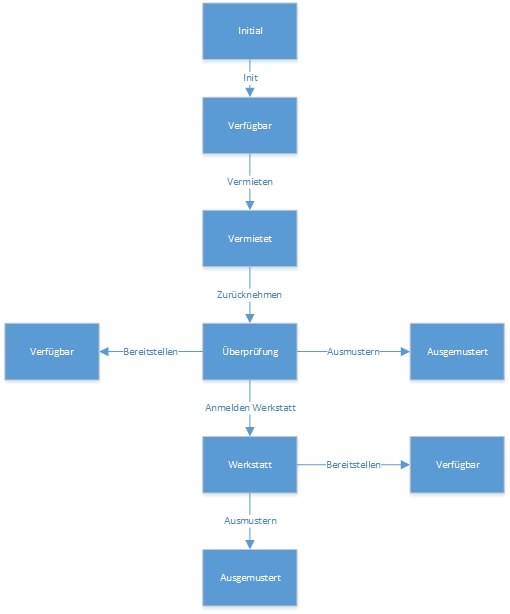 Initial
Init
Verfügbar
Vermieten
Vermietet
Zurücknehmen
Verfügbar
Bereitstellen
Überprüfung
Ausmustern
Ausgemustert
Anmelden Werkstatt
Werkstatt
Bereitstellen
Verfügbar
Ausmustern
Ausgemustert